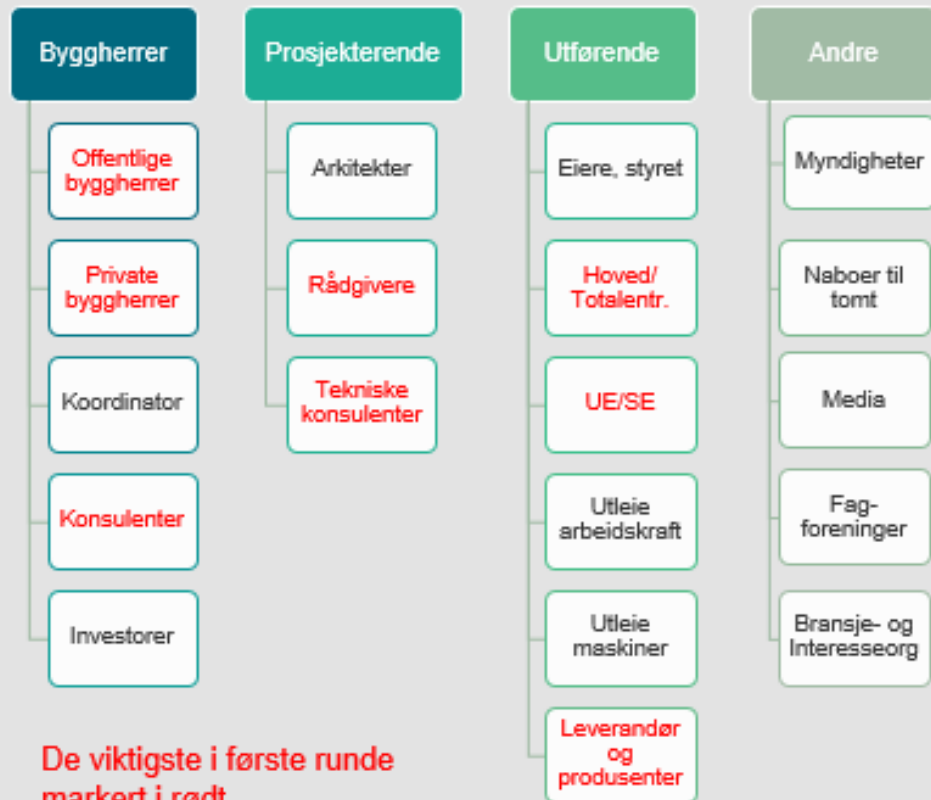 Byggherrer
Offentlige
byggherrer
Private
byggherrer
Koordinator
Konsulenter
Investorer
Prosjekterende
Arkitekter
Rådgivere
Tekniske
konsulenter
Utførende
Eiere, styret
Hoved/
Totalentr.
UE/SE
Utleie
arbeidskraft
Utleie
maskiner
Leverandør
og
produsenter
Andre
Myndigheter
Naboer til
tomt
Media
Fag-
foreninger
Bransje- og
Interesseorg
De viktigste i første runde
markert i rødt